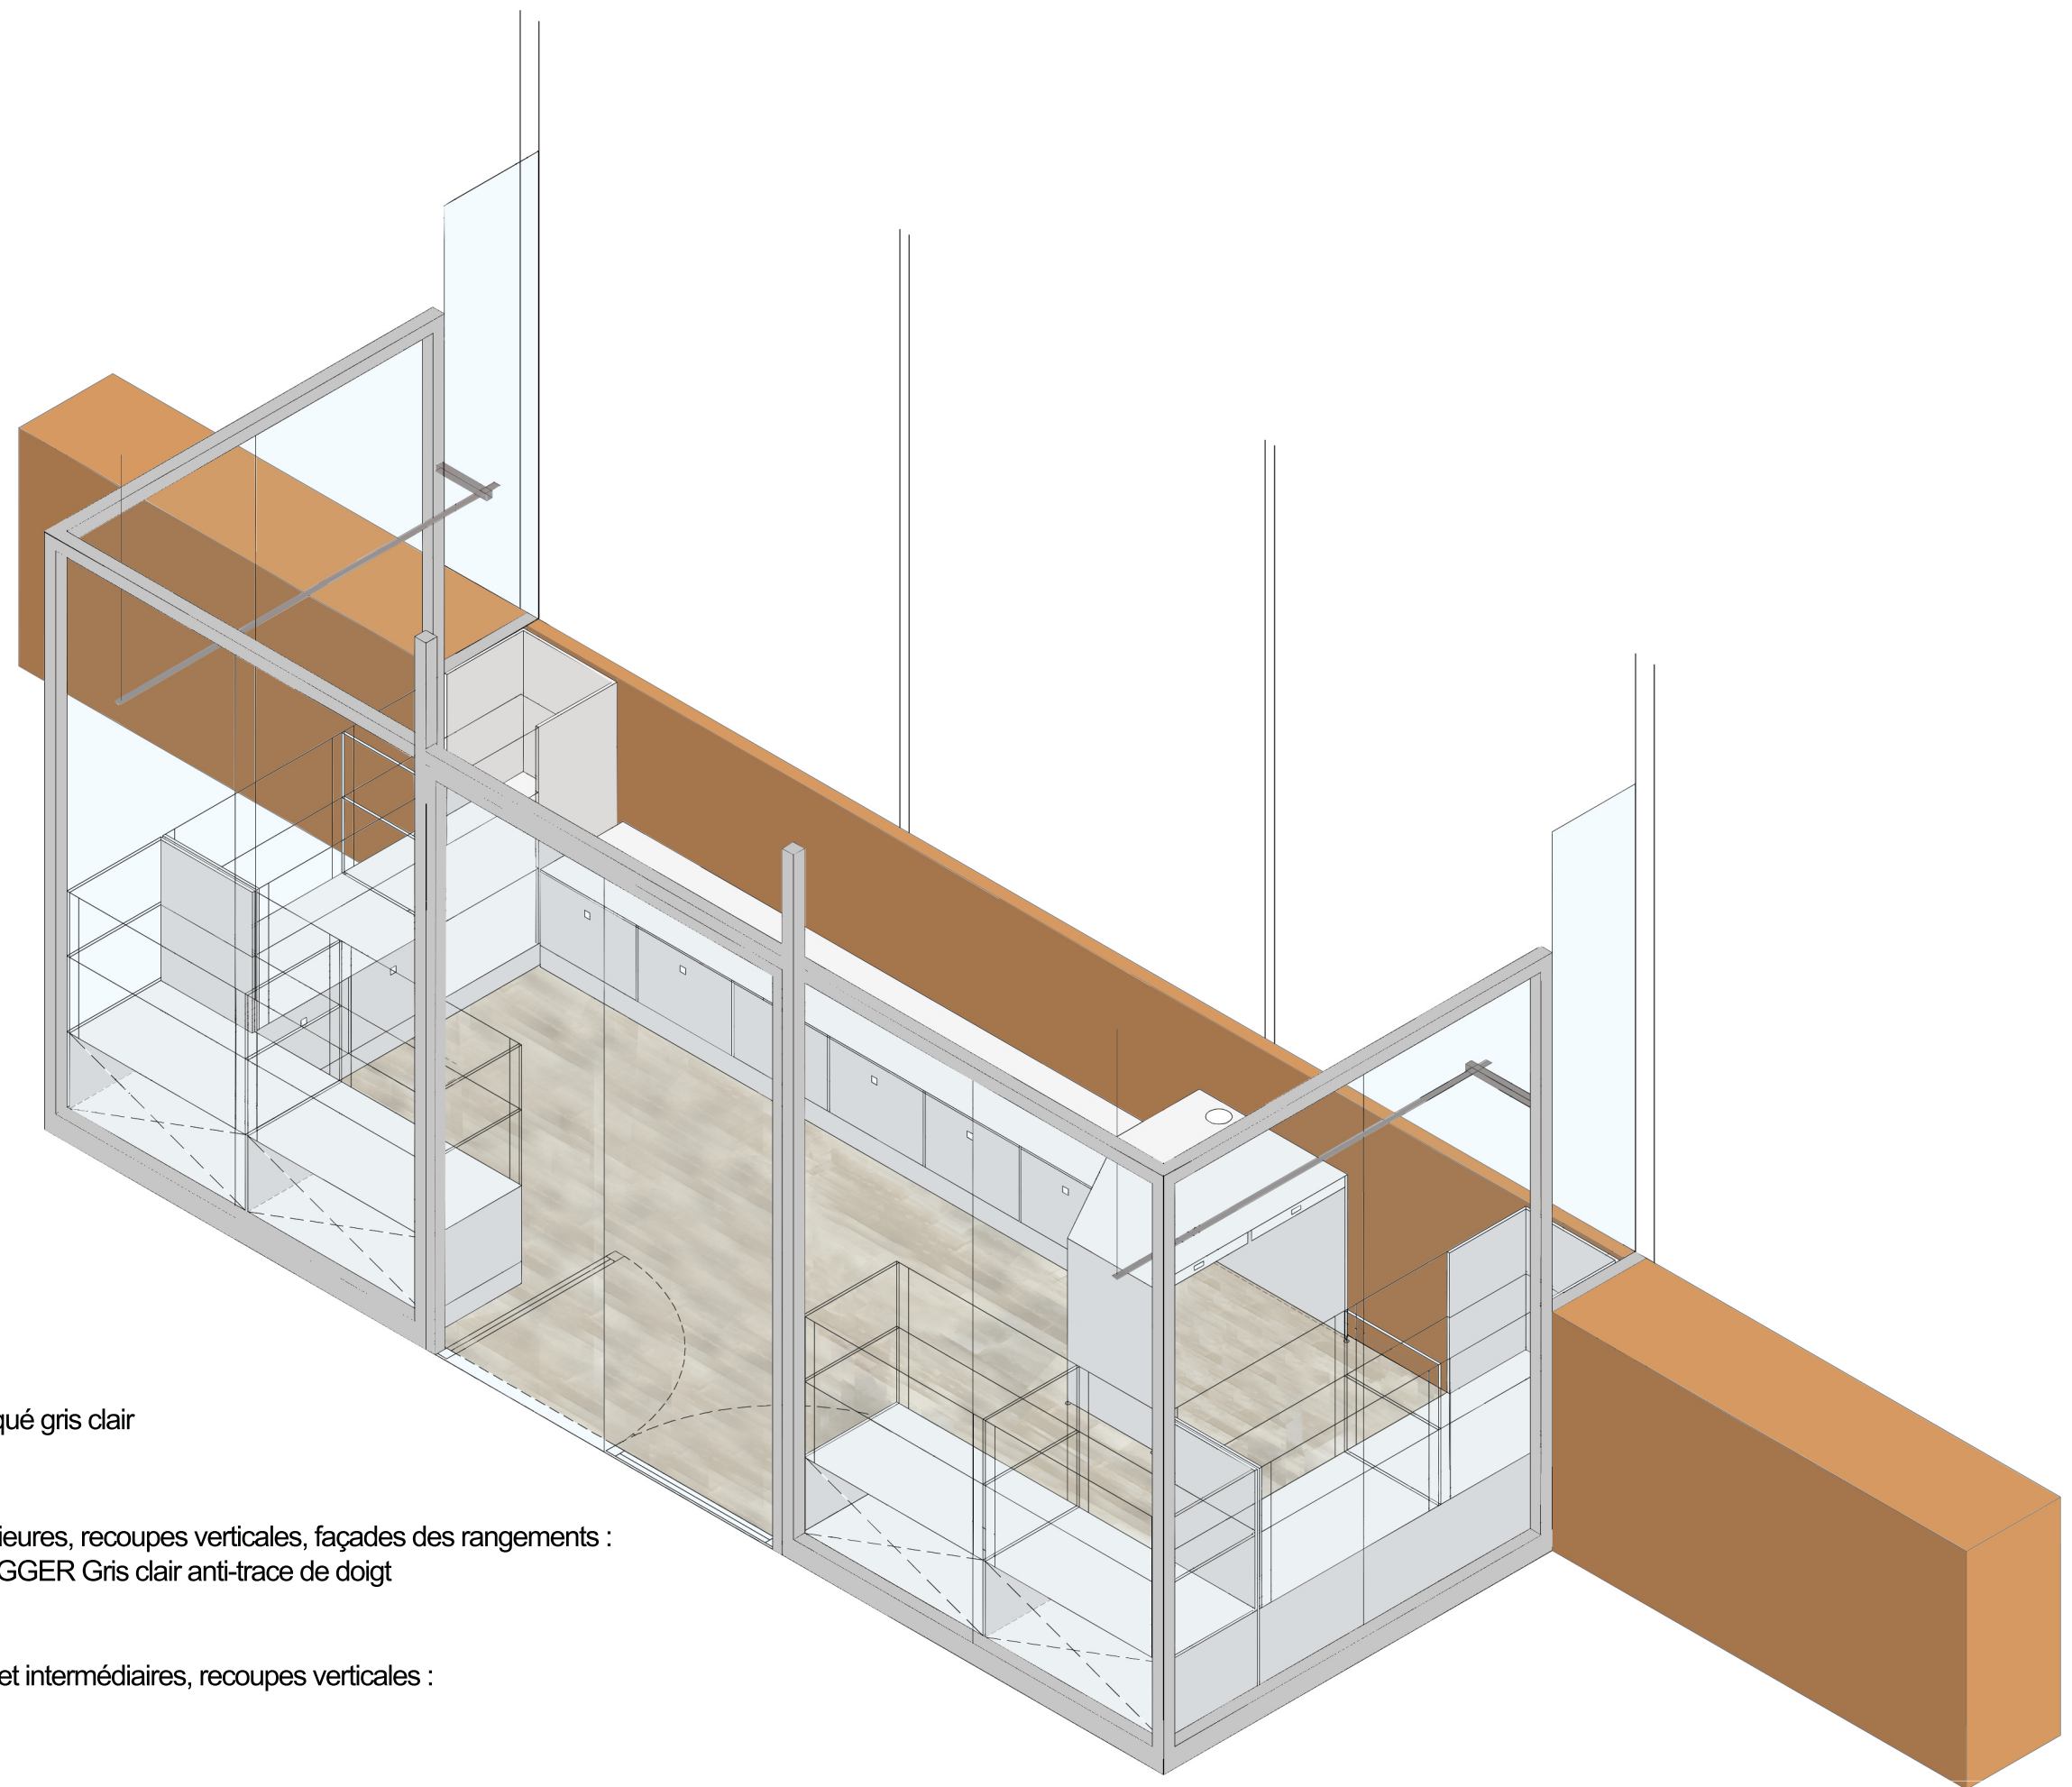 qué gris clair
ieures, recoupes verticales, façades des rangements :
GGER Gris clair anti-trace de doigt
et intermédiaires, recoupes verticales :